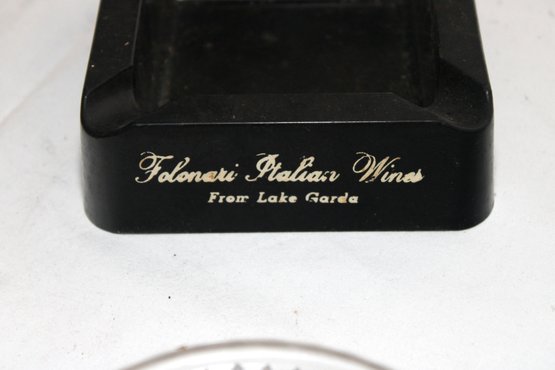 Folonari Italian Wines
From Lake Garda